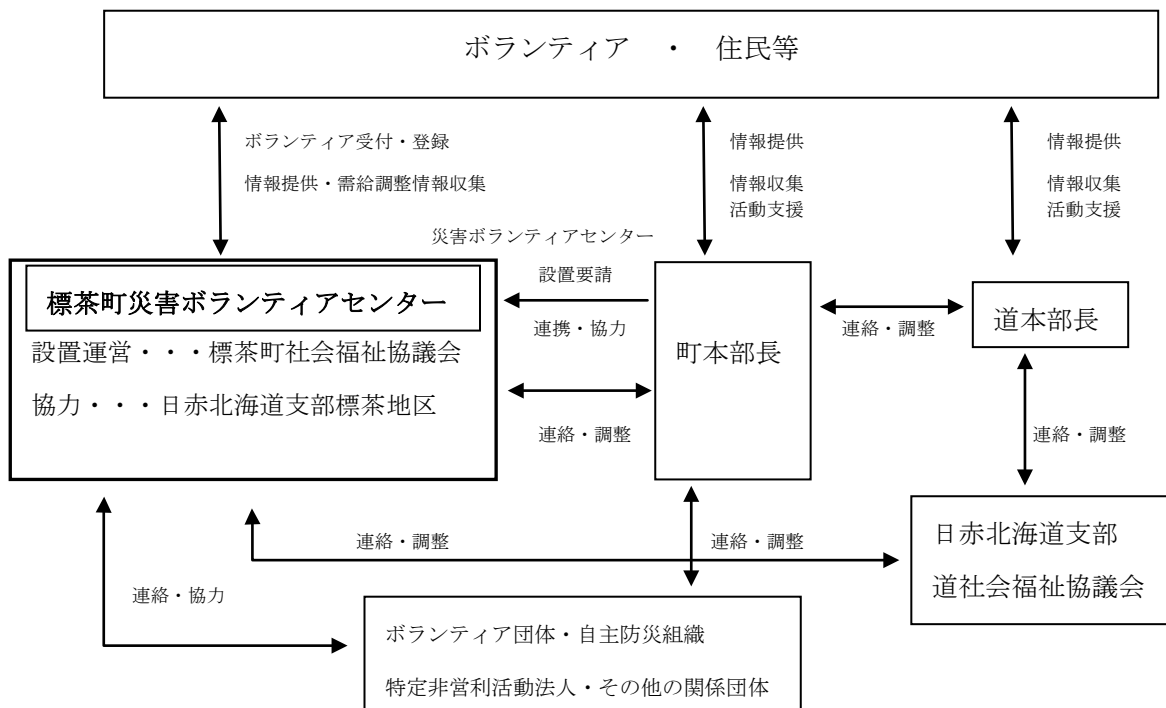 ボランティア ・ 住民等
ボランティア受付・登録
情報提供・需給調整情報収集
情報提供
情報収集
活動支援
情報提供
情報収集
活動支援
災害ボランティアセンター
設置要請
連携・協力
標茶町災害ボランティアセンター
設置運営・・・標茶町社会福祉協議会
協力・・・日赤北海道支部標茶地区
町本部長
連絡・調整
道本部長
連絡・調整
連絡・調整
連絡・調整
連絡・調整
日赤北海道支部
道社会福祉協議会
連絡・協力
ボランティア団体・自主防災組織
特定非営利活動法人・その他の関係団体